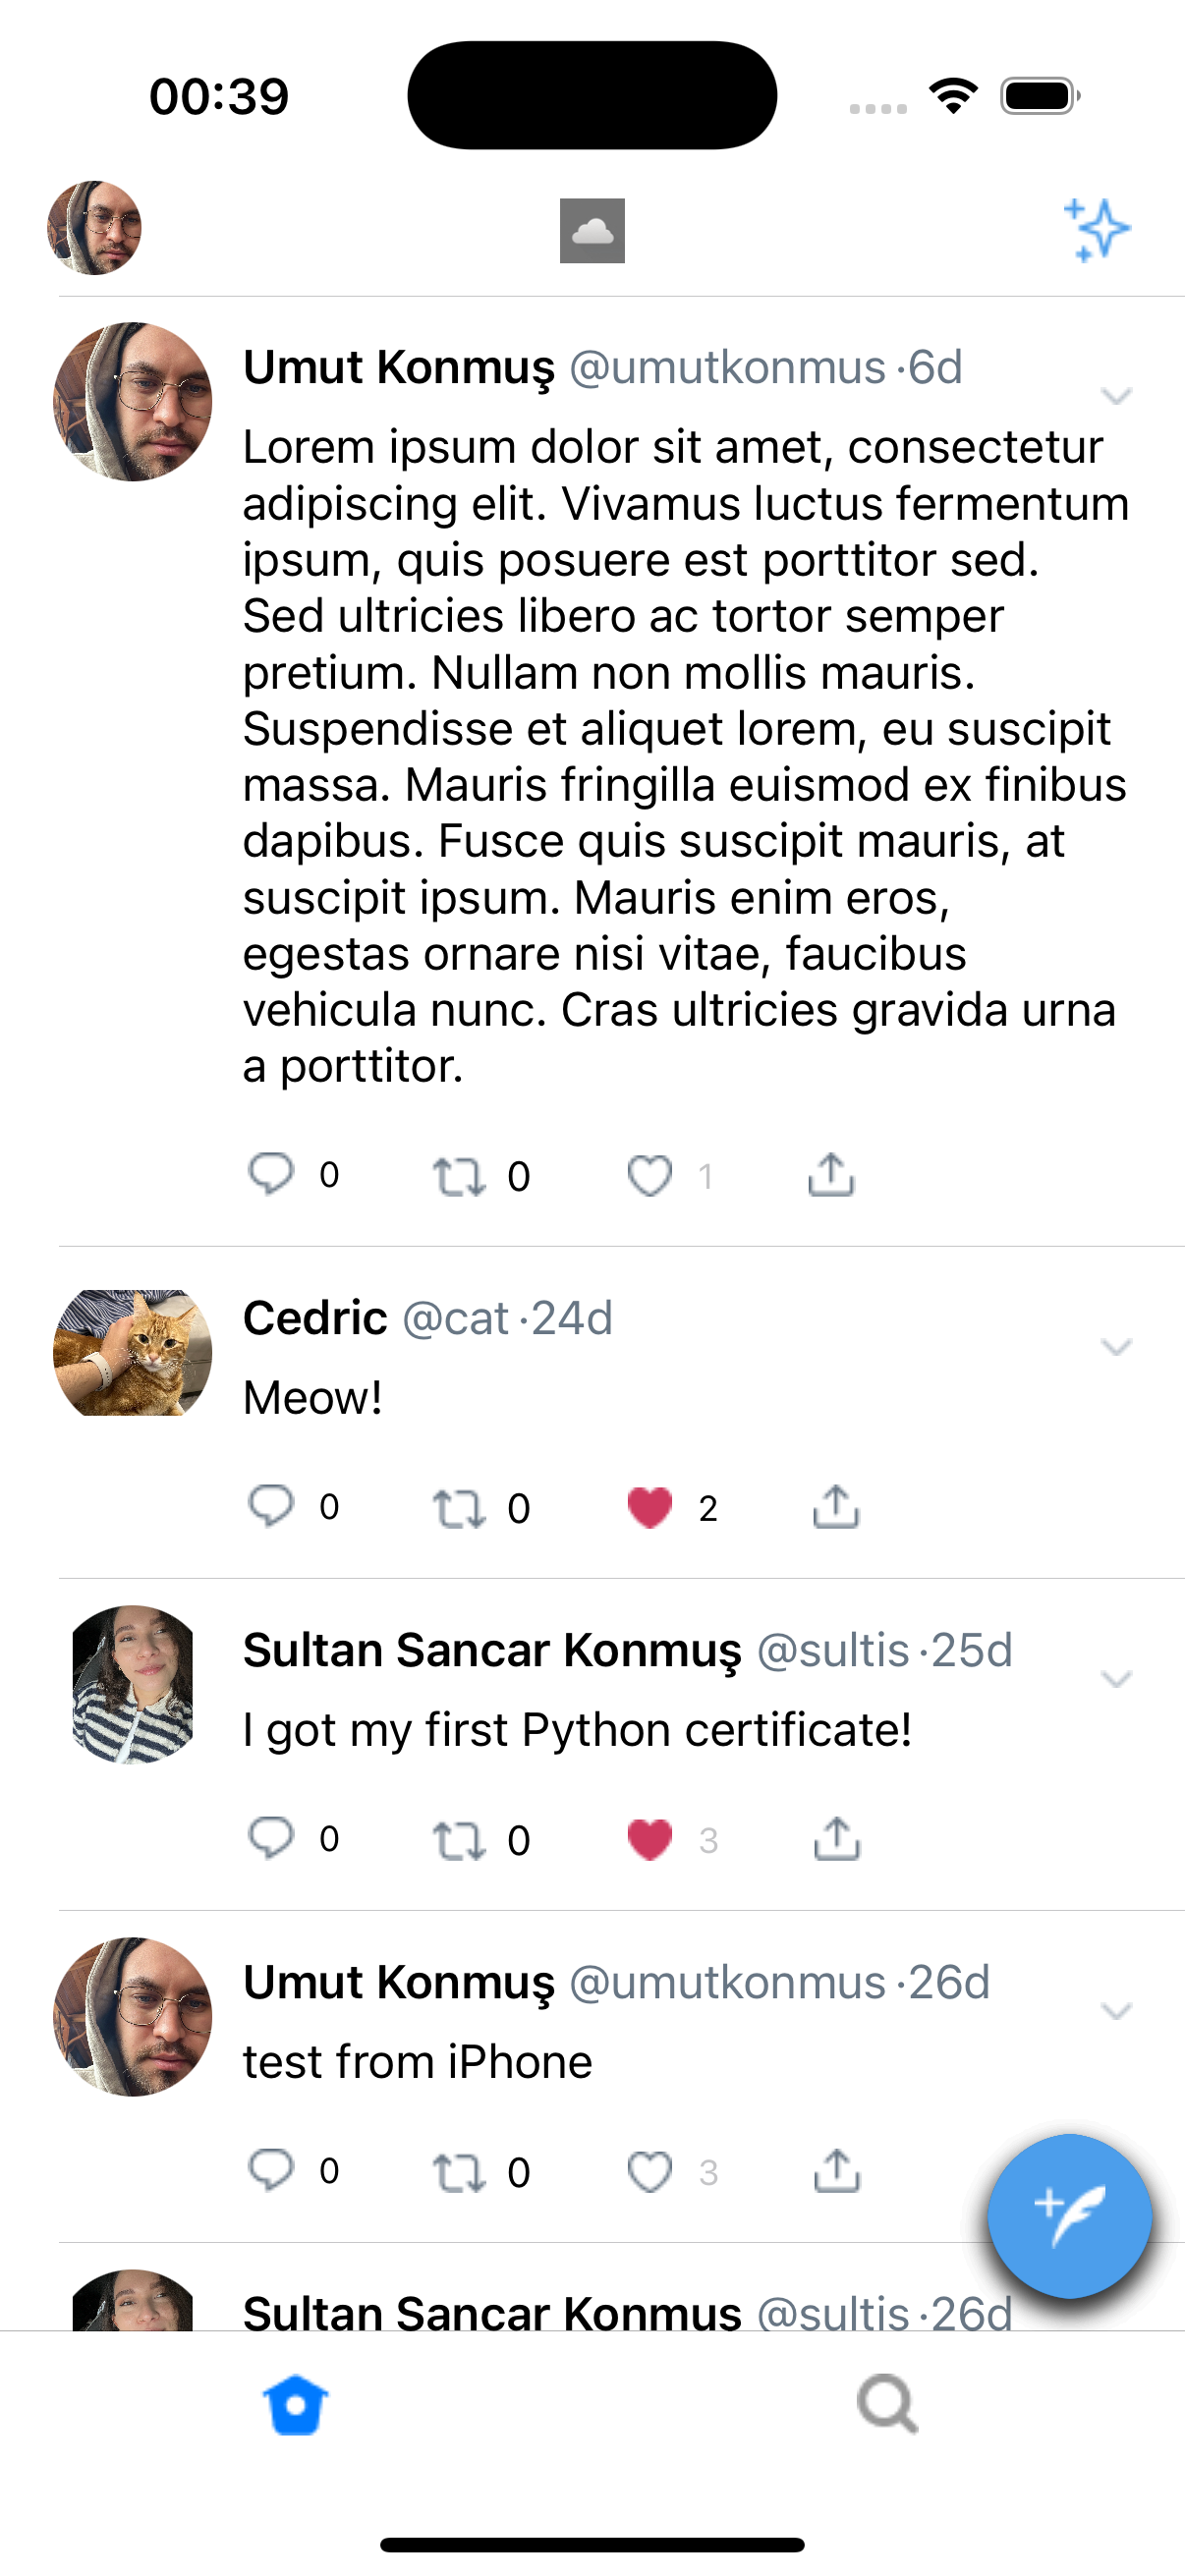 00:39
Umut Konmuş @umutkonmus ·6d
Lorem ipsum dolor sit amet, consectetur
adipiscing elit. Vivamus luctus fermentum
ipsum, quis posuere est porttitor sed.
Sed ultricies libero ac tortor semper
pretium. Nullam non mollis mauris.
Suspendisse et aliquet lorem, eu suscipit
massa. Mauris fringilla euismod ex finibus
dapibus. Fusce quis suscipit mauris, at
suscipit ipsum. Mauris enim eros,
egestas ornare nisi vitae, faucibus
vehicula nunc. Cras ultricies gravida urna
a porttitor.
0 0 1
Cedric @cat ·24d
Meow!
0 0 2
Sultan Sancar Konmuş @sultis ·25d
I got my first Python certificate!
0 0 3
Umut Konmuş @umutkonmus ·26d
test from iPhone
0 0 3
Sultan Sancar Konmuş @sultis ·26d